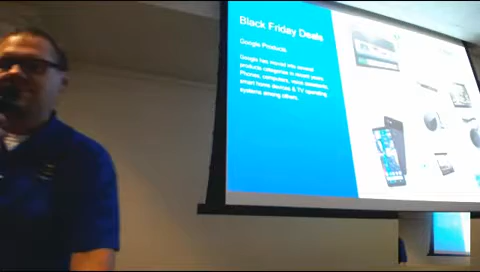 Black Friday Deals
Google Products
Google has moved into several
products categories in recent years.
Phones, computers, voice assistants,
smart home devices & TV operating
systems among others.